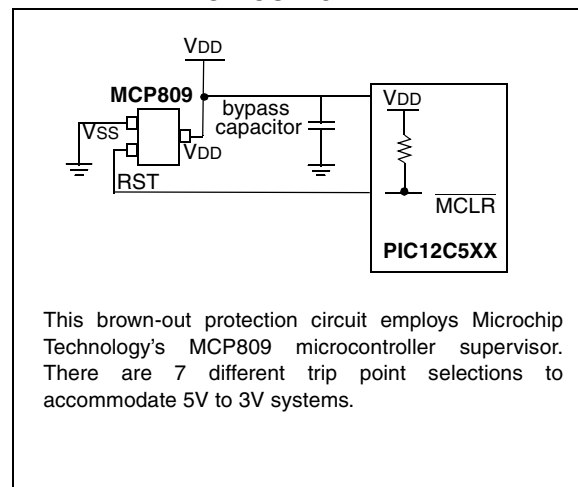 VDD
MCP809
bypass
capacitor
VDD
VSS
VDD
RST
MCLR
PIC12C5XX
This brown-out protection circuit employs Microchip
Technology's MCP809 microcontroller supervisor.
There are 7 different trip point selections to
accommodate 5V to 3V systems.